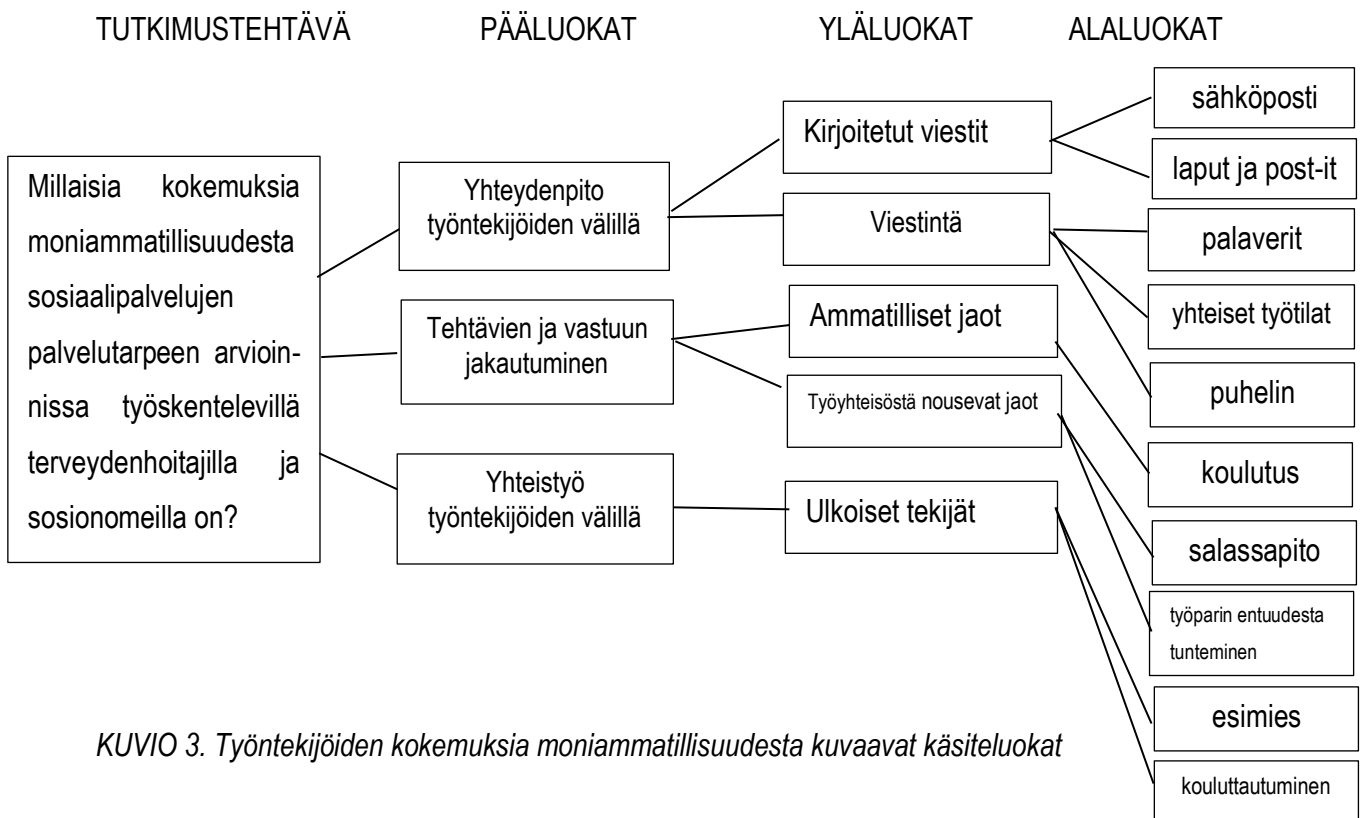 TUTKIMUSTEHTÄVÄ PÄÄLUOKAT YLÄLUOKAT ALALUOKAT
Millaisia kokemuksia
moniammatillisuudesta
sosiaalipalvelujen
palvelutarpeen arvioin-
nissa työskentelevillä
terveydenhoitajilla ja
sosionomeilla on?
Yhteydenpito
työntekijöiden välillä
Tehtävien ja vastuun
jakautuminen
Yhteistyö
työntekijöiden välillä
Kirjoitetut viestit
Viestintä
Ammatilliset jaot
Työyhteisöstä nousevat jaot
Ulkoiset tekijät
sähköposti
laput ja post-it
palaverit
yhteiset työtilat
puhelin
koulutus
salassapito
työparin entuudesta
tunteminen
esimies
kouluttautuminen
KUVIO 3. Työntekijöiden kokemuksia moniammatillisuudesta kuvaavat käsiteluokat